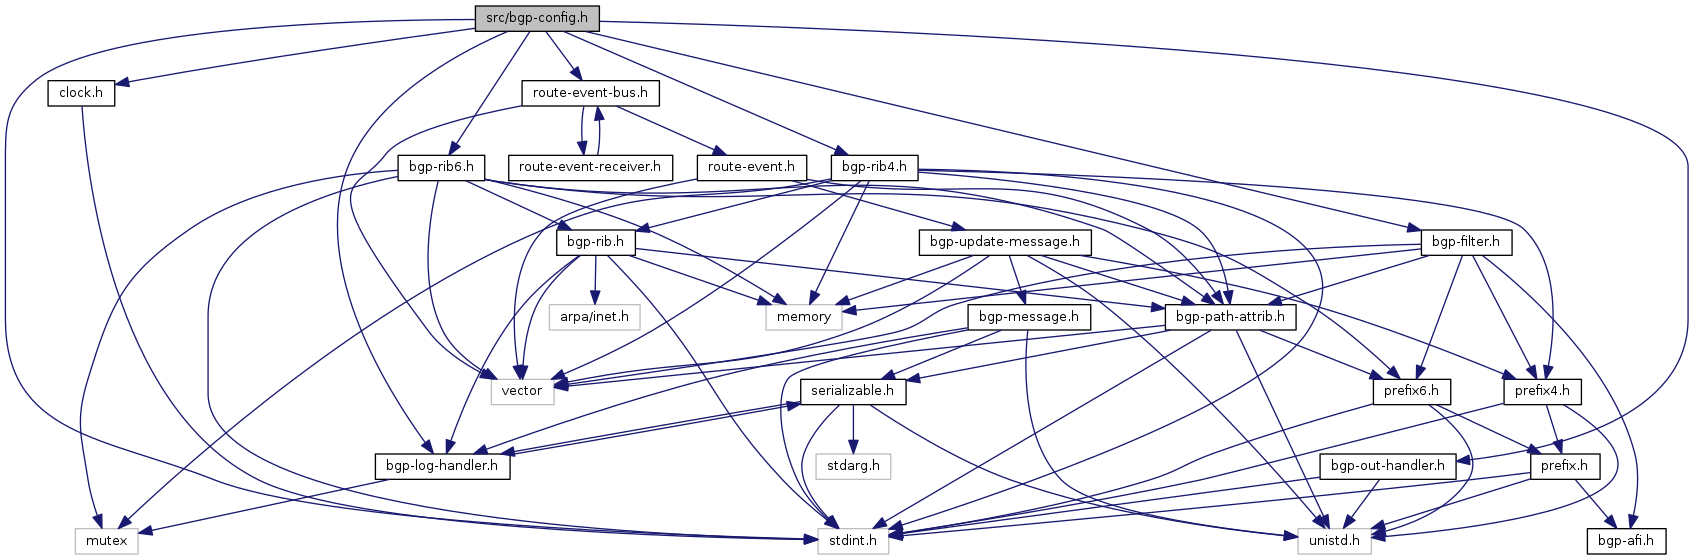 src/bgp-config.h
clock.h
route-event-bus.h
bgp-rib6.h
route-event-receiver.h
route-event.h
bgp-rib4.h
bgp-rib.h
bgp-update-message.h
bgp-filter.h
arpa/inet.h
memory
bgp-message.h
bgp-path-attrib.h
vector
serializable.h
prefix6.h
prefix4.h
bgp-log-handler.h
stdarg.h
bgp-out-handler.h
prefix.h
mutex
stdint.h
unistd.h
bgp-afi.h